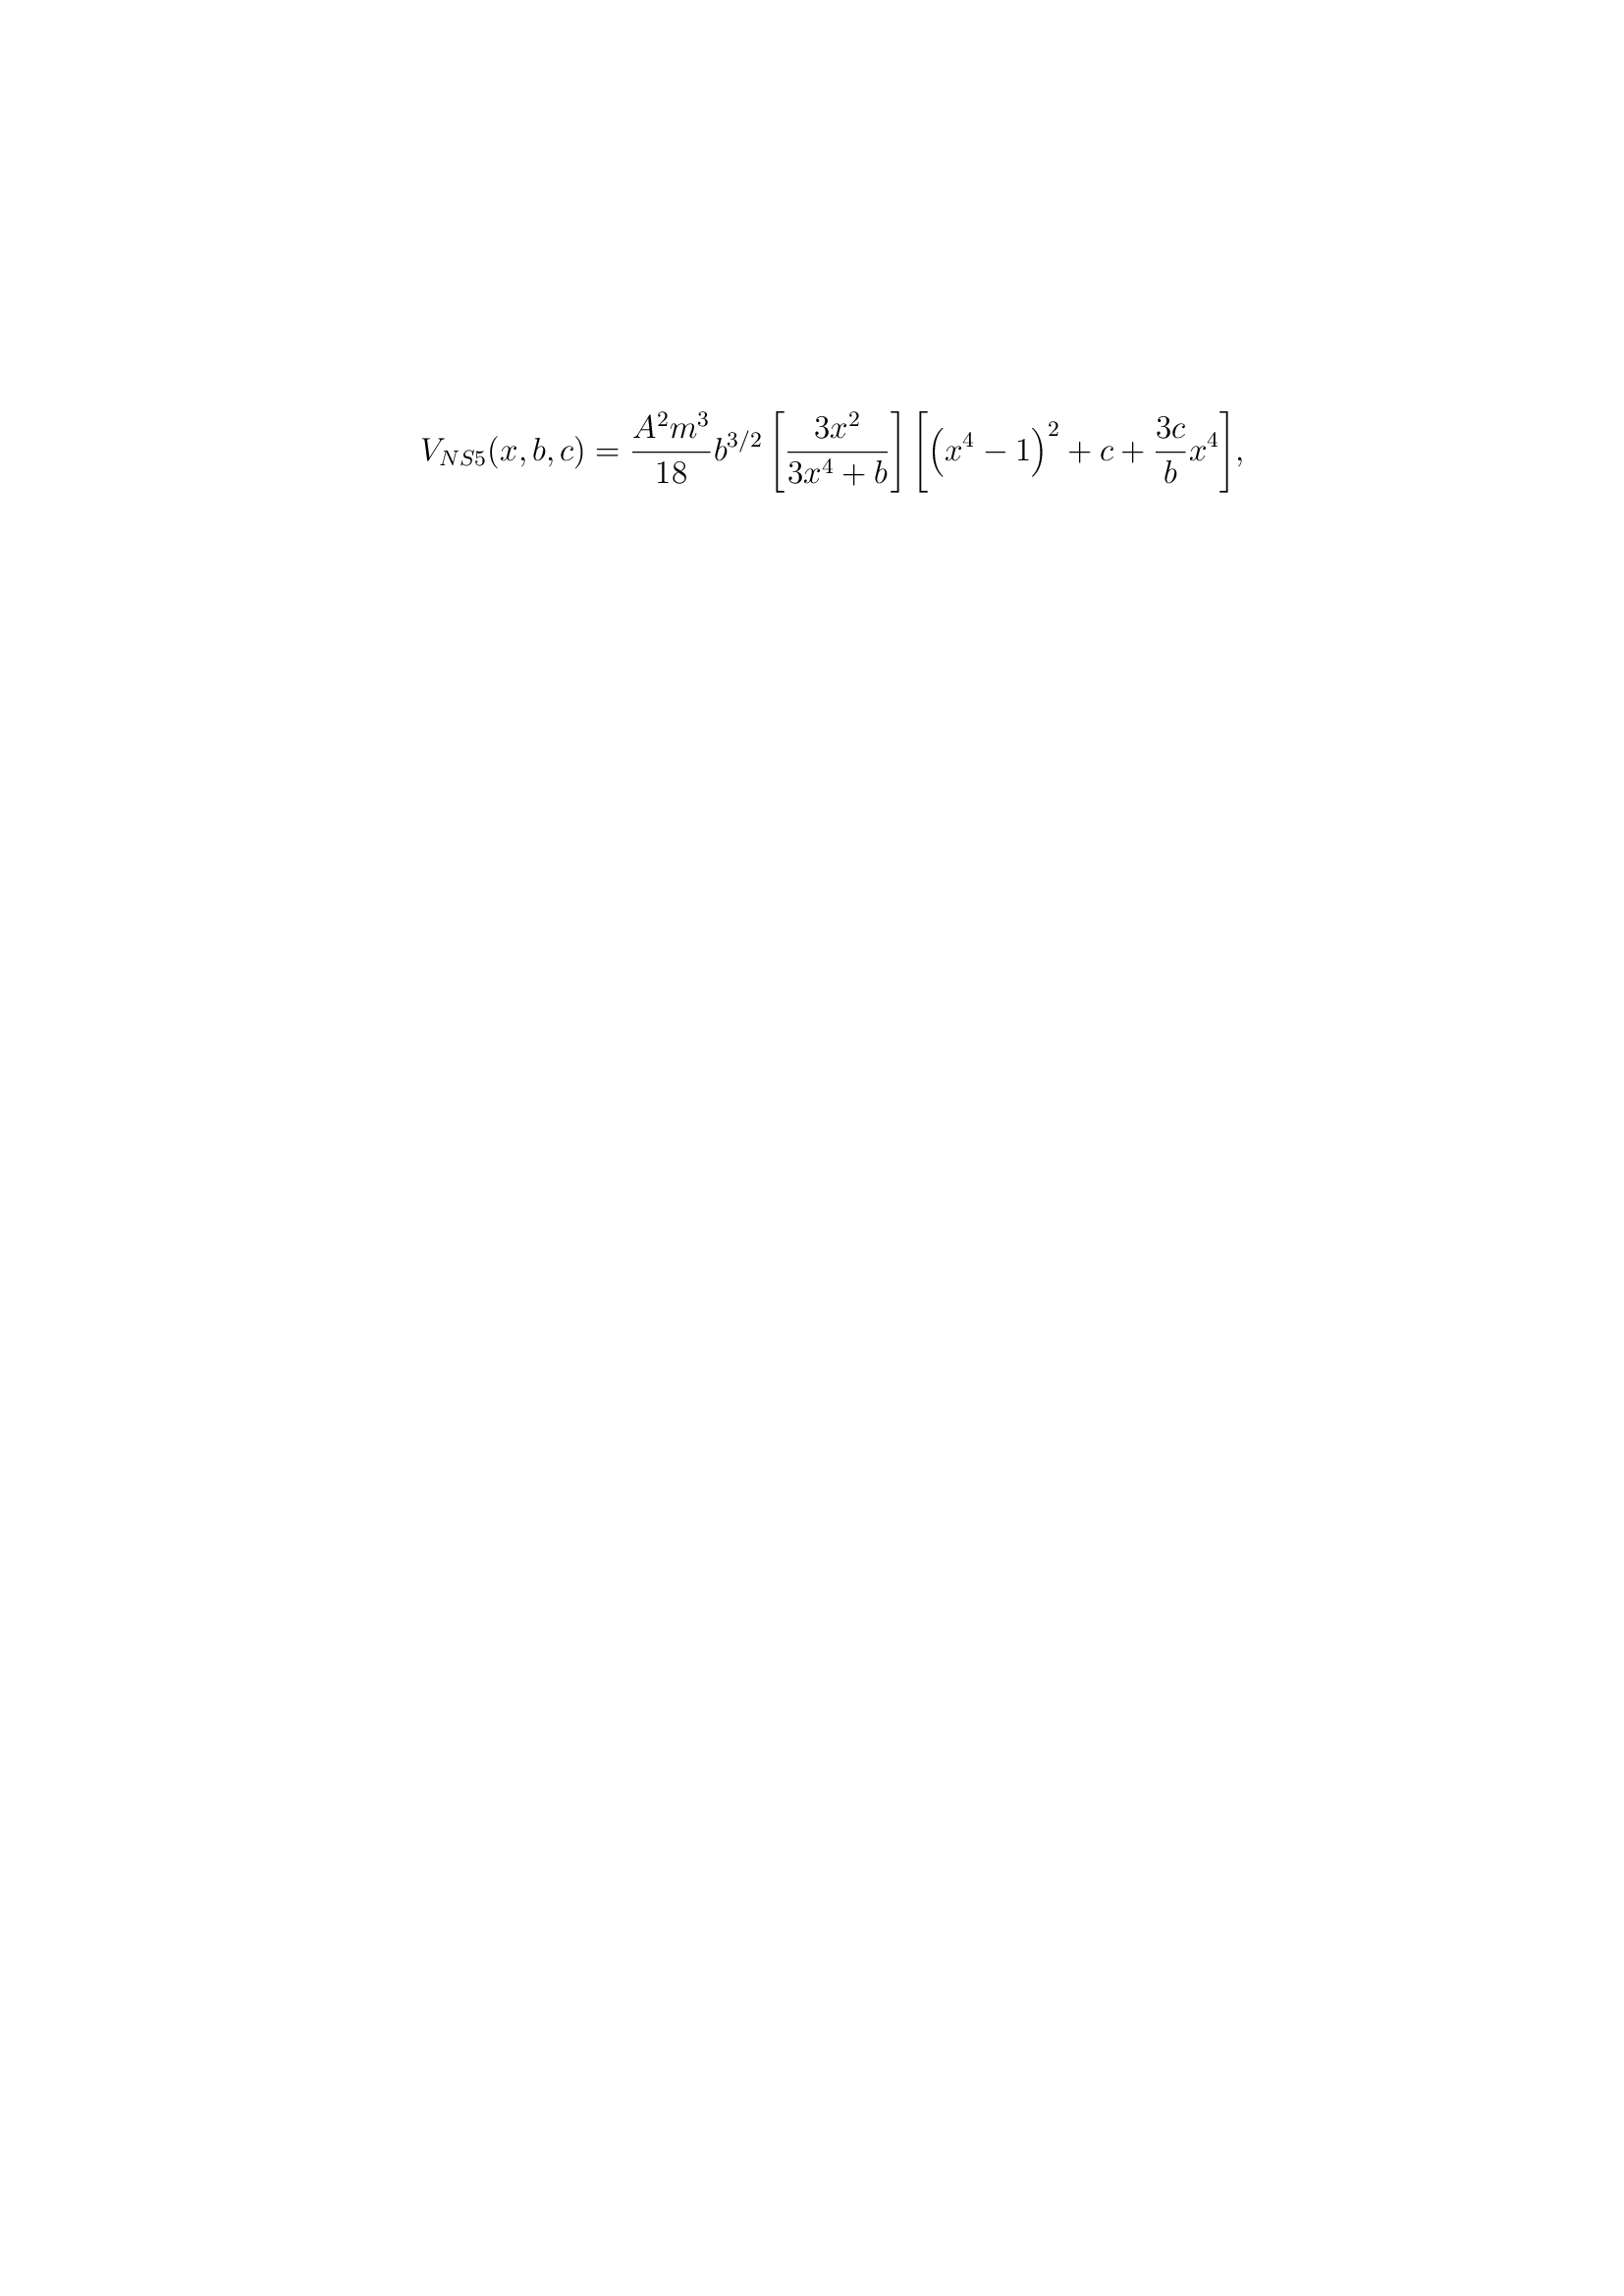 V_{NS5}(x, b, c) = \frac{A^2 m^3}{18} b^{3/2} \left[ \frac{3x^2}{3x^4 + b} \right] \left[ \left( x^4 - 1 \right)^2 + c + \frac{3c}{b} x^4 \right],